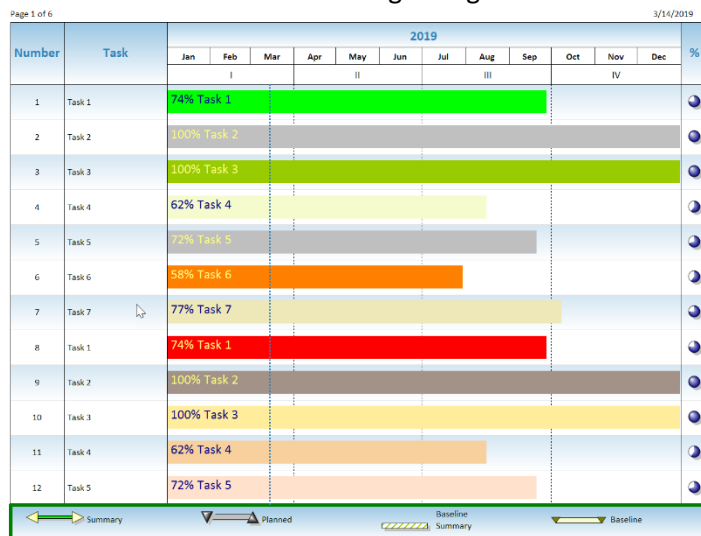 Page 1 of 6
3/14/2019
Number Task 2019 %
Jan Feb Mar Apr May Jun Jul Aug Sep Oct Nov Dec
I II III IV
1 Task 1 74% Task 1
2 Task 2 100% Task 2
3 Task 3 100% Task 3
4 Task 4 62% Task 4
5 Task 5 72% Task 5
6 Task 6 58% Task 6
7 Task 7 77% Task 7
8 Task 1 74% Task 1
9 Task 2 100% Task 2
10 Task 3 100% Task 3
11 Task 4 62% Task 4
12 Task 5 72% Task 5
Summary Planned Baseline Summary Baseline